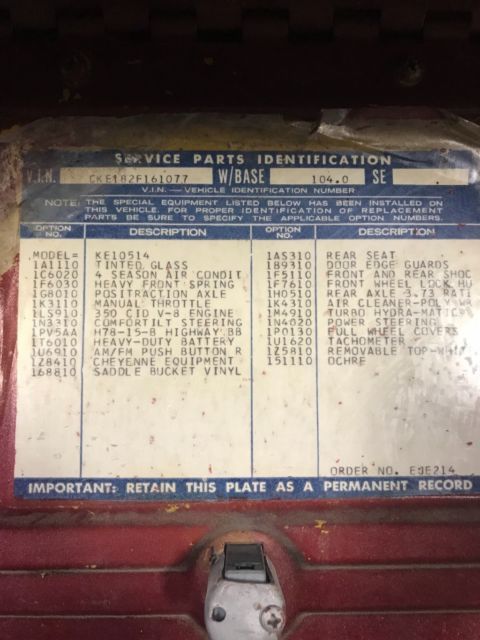 SERVICE PARTS IDENTIFICATION
V.I.N. CKE182F161077 W/BASE 104.0 SE
V.I.N. — VEHICLE IDENTIFICATION NUMBER
NOTE: THE SPECIAL EQUIPMENT LISTED BELOW HAS BEEN INSTALLED ON
THIS VEHICLE FOR PROPER IDENTIFICATION OF REPLACEMENT
PARTS BE SURE TO SPECIFY THE APPLICABLE OPTION NUMBERS.
OPTION NO. DESCRIPTION OPTION NO. DESCRIPTION
MODEL= KE10514 1AS310 REAR SEAT
1A1110 TINTED GLASS 1B9310 DOOR EDGE GUARDS
1C6020 4 SEASON AIR CONDIT 1F5110 FRONT AND REAR SHOC
1F6030 HEAVY FRONT SPRING 1F7610 FRONT WHEEL LOCK HU
1G8010 POSITRACTION AXLE 1H0510 REAR AXLE 3.73 RATI
1K3110 MANUAL THROTTLE 1K4310 AIR CLEANER-POLY WR
1LS910 350 CID V-8 ENGINE 1M4910 TURBO HYDRA-MATIC
1N3310 COMFORTILT STEERING 1N4020 POWER STEERING
1PV5AA H78-15-B HIGHWAY BB 1P0130 FULL WHEEL COVERS
1T6010 HEAVY-DUTY BATTERY 1U1620 TACHOMETER
1U6910 AM/FM PUSH BUTTON R 1Z5810 REMOVABLE TOP-WHIT
1Z8410 CHEYENNE EQUIPMENT 151110 OCHRE
168810 SADDLE BUCKET VINYL
ORDER NO. EJE214
IMPORTANT: RETAIN THIS PLATE AS A PERMANENT RECORD